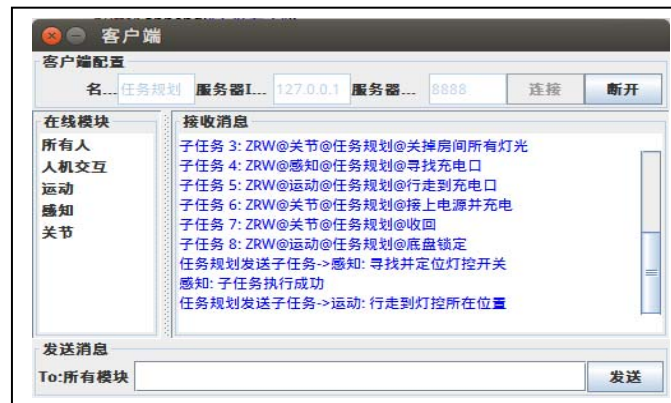 客户端
客户端配置
名... 任务规划 服务器I... 127.0.0.1 服务器... 8888 连接 断开
在线模块
所有人
人机交互
运动
感知
关节
接收消息
子任务 3: ZRW@关节@任务规划@关掉房间所有灯光
子任务 4: ZRW@感知@任务规划@寻找充电口
子任务 5: ZRW@运动@任务规划@行走到充电口
子任务 6: ZRW@关节@任务规划@接上电源并充电
子任务 7: ZRW@关节@任务规划@收回
子任务 8: ZRW@运动@任务规划@底盘锁定
任务规划发送子任务->感知: 寻找并定位灯控开关
感知: 子任务执行成功
任务规划发送子任务->运动: 行走到灯控所在位置
发送消息
To:所有模块 发送